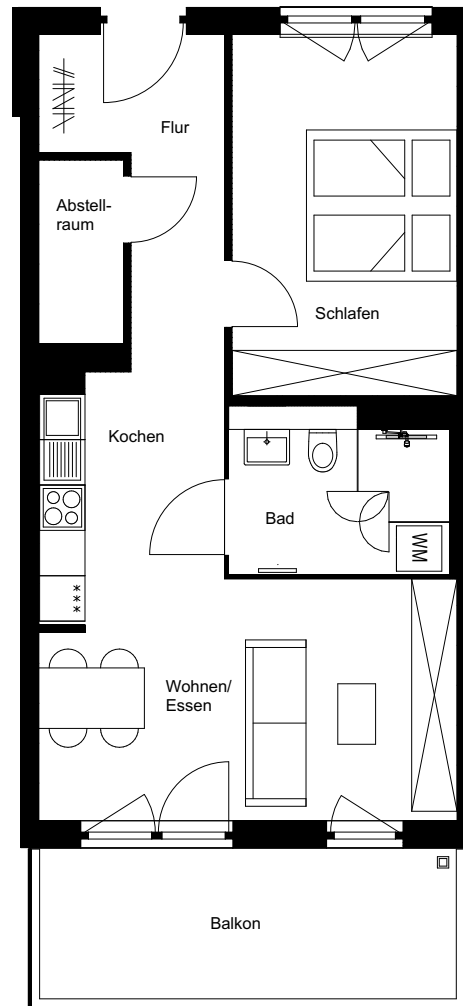 Flur
Abstell-
raum
Schlafen
Kochen
Bad
WM
***
Wohnen/
Essen
Balkon